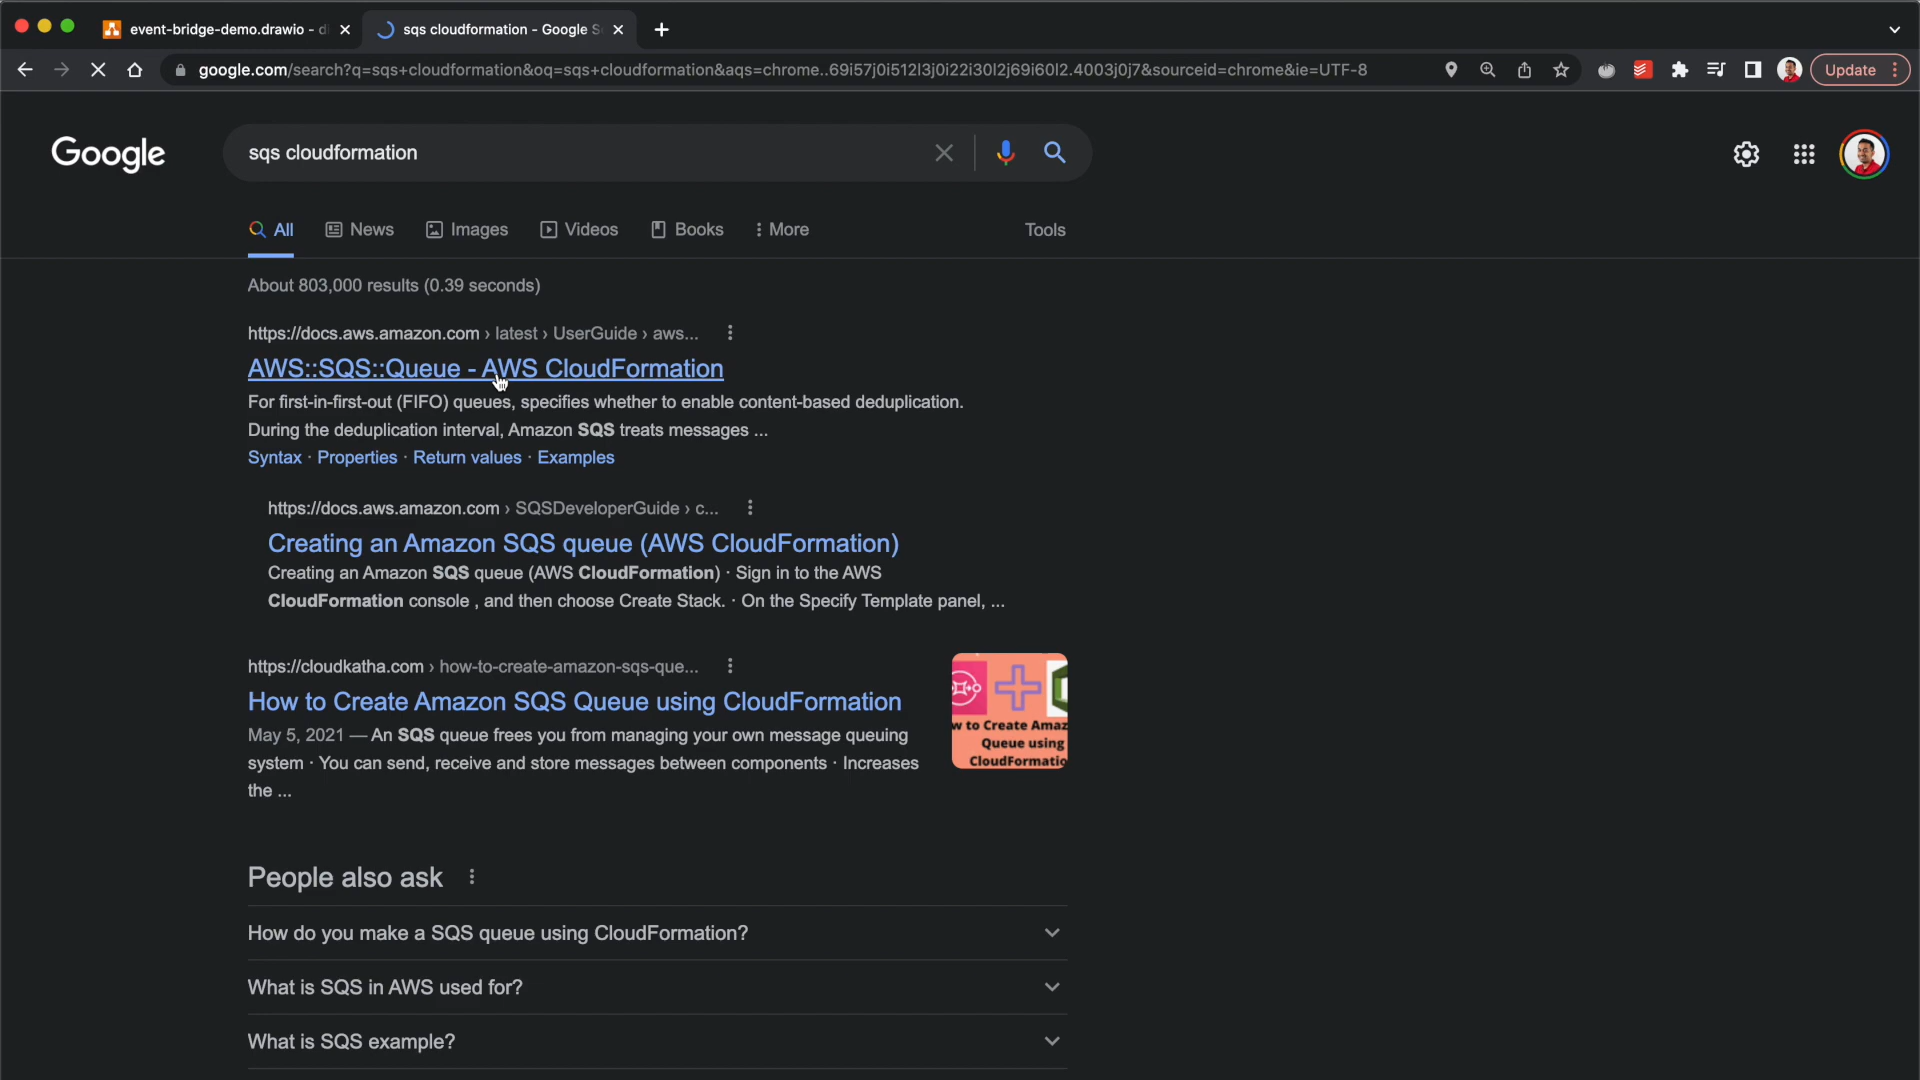 event-bridge-demo.drawio - d
sqs cloudformation - Google S
google.com/search?q=sqs+cloudformation&oq=sqs+cloudformation&aqs=chrome..69i57j0i512l3j0i22i30l2j69i60l2.4003j0j7&sourceid=chrome&ie=UTF-8
Update
Google
sqs cloudformation
All
News
Images
Videos
Books
More
Tools
About 803,000 results (0.39 seconds)
https://docs.aws.amazon.com › latest › UserGuide › aws...
AWS::SQS::Queue - AWS CloudFormation
For first-in-first-out (FIFO) queues, specifies whether to enable content-based deduplication.
During the deduplication interval, Amazon SQS treats messages ...
Syntax · Properties · Return values · Examples
https://docs.aws.amazon.com › SQSDeveloperGuide › c...
Creating an Amazon SQS queue (AWS CloudFormation)
Creating an Amazon SQS queue (AWS CloudFormation) · Sign in to the AWS
CloudFormation console , and then choose Create Stack. · On the Specify Template panel, ...
https://cloudkatha.com › how-to-create-amazon-sqs-que...
How to Create Amazon SQS Queue using CloudFormation
May 5, 2021 — An SQS queue frees you from managing your own message queuing
system · You can send, receive and store messages between components · Increases
the ...
w to Create Amaz
Queue using
CloudFormatio
People also ask
How do you make a SQS queue using CloudFormation?
What is SQS in AWS used for?
What is SQS example?